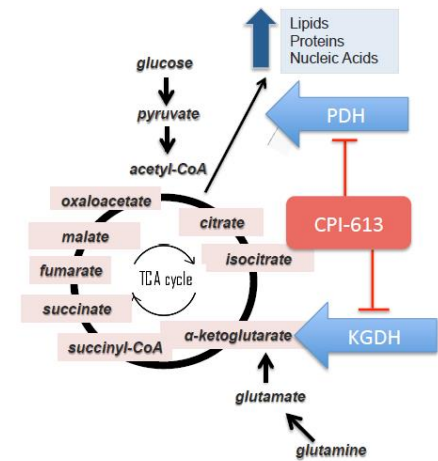 Lipids
Proteins
Nucleic Acids
glucose
PDH
pyruvate
acetyl-CoA
oxaloacetate
citrate
CPI-613
malate
isocitrate
fumarate
TCA cycle
succinate
α-ketoglutarate
KGDH
succinyl-CoA
glutamate
glutamine